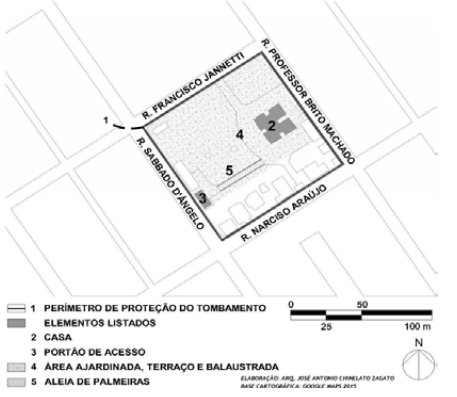 R. FRANCISCO JANNETTI
R. PROFESSOR BRITO MACHADO
1
2
4
R. SABBADO D'ÂNGELO
5
3
R. NARCISO ARAÚJO
1 PERÍMETRO DE PROTEÇÃO DO TOMBAMENTO
ELEMENTOS LISTADOS
2 CASA
3 PORTÃO DE ACESSO
4 ÁREA AJARDINADA, TERRAÇO E BALAUSTRADA
5 ALEIA DE PALMEIRAS
0 50
25 100 m
N
ELABORAÇÃO: ARQ. JOSÉ ANTONIO CHINELATO ZAGATO
BASE CARTOGRÁFICA: GOOGLE MAPS 2015